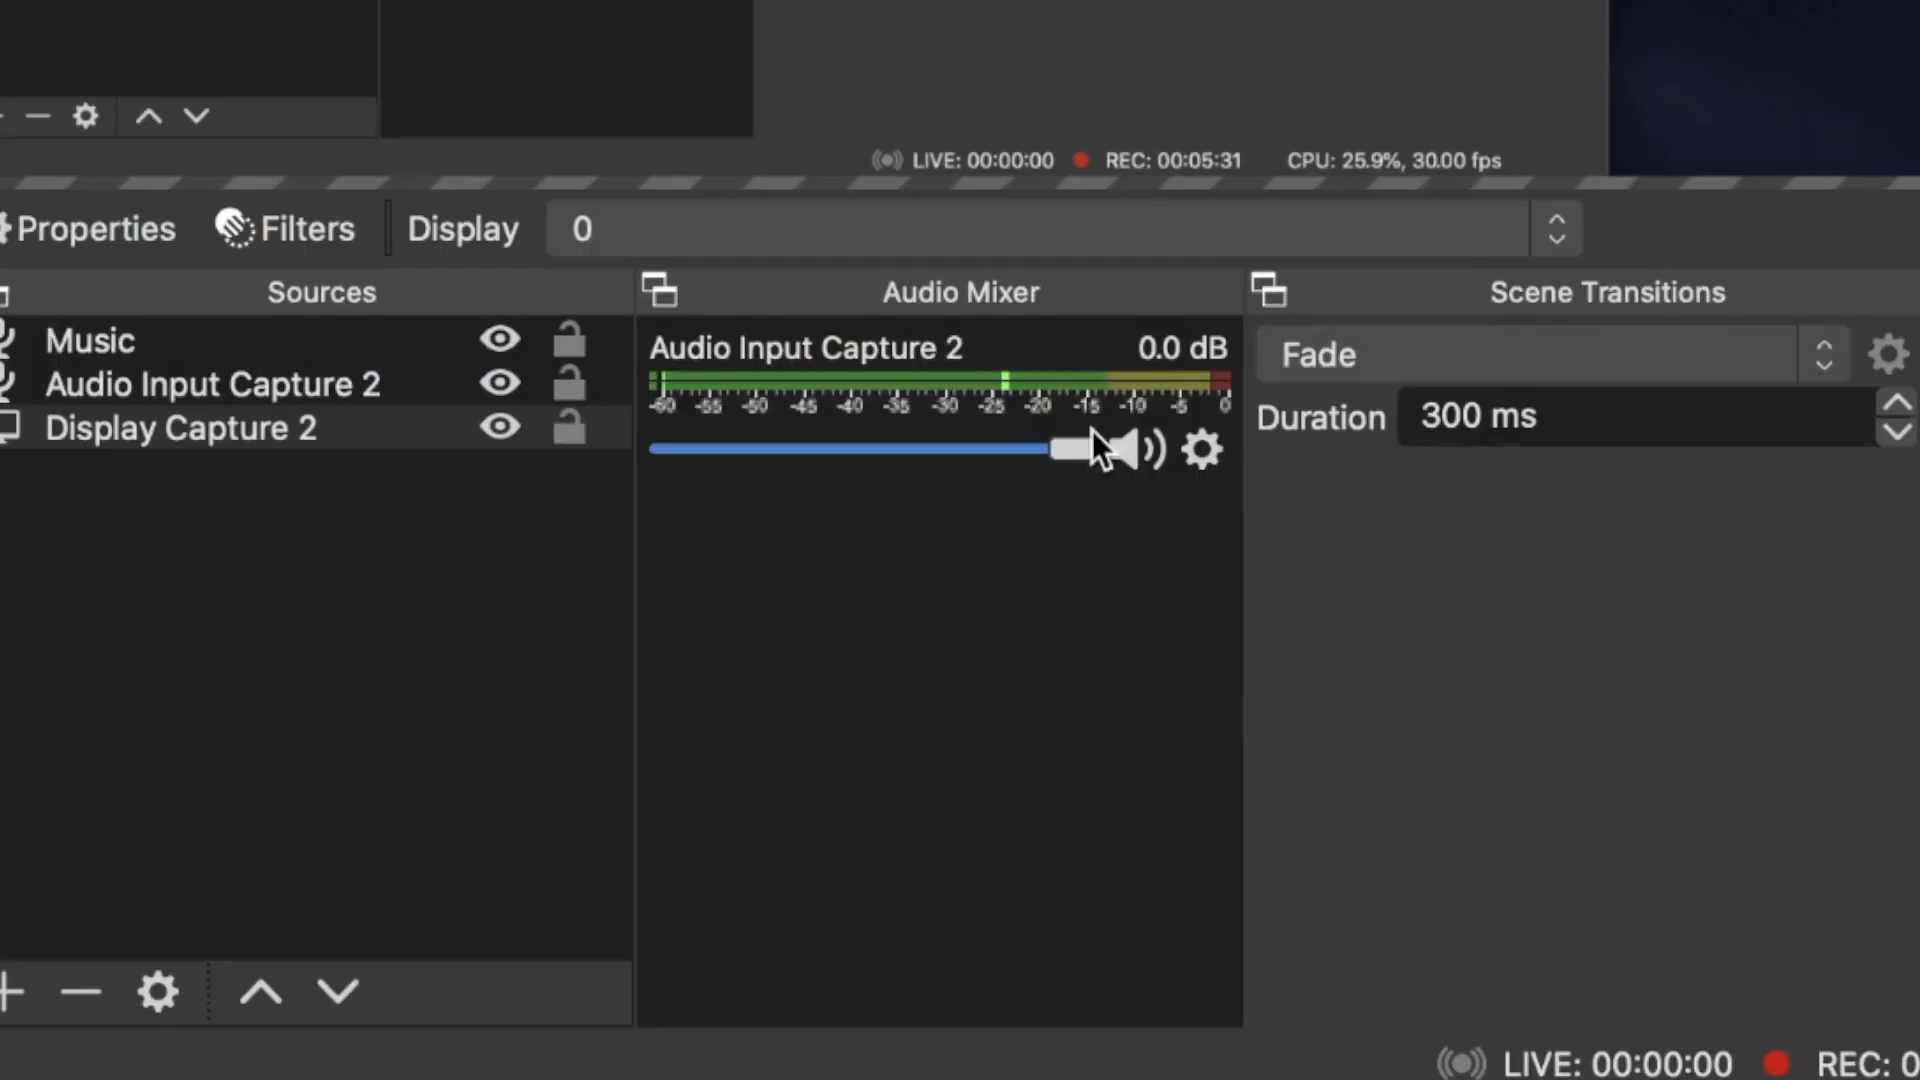 LIVE: 00:00:00 REC: 00:05:31 CPU: 25.9%, 30.00 fps
Properties Filters Display 0
Sources Audio Mixer Scene Transitions
Music
Audio Input Capture 2
Display Capture 2
Audio Input Capture 2 0.0 dB
-60 -55 -50 -45 -40 -35 -30 -25 -20 -15 -10 -5 0
Fade
Duration 300 ms
LIVE: 00:00:00 REC: 0